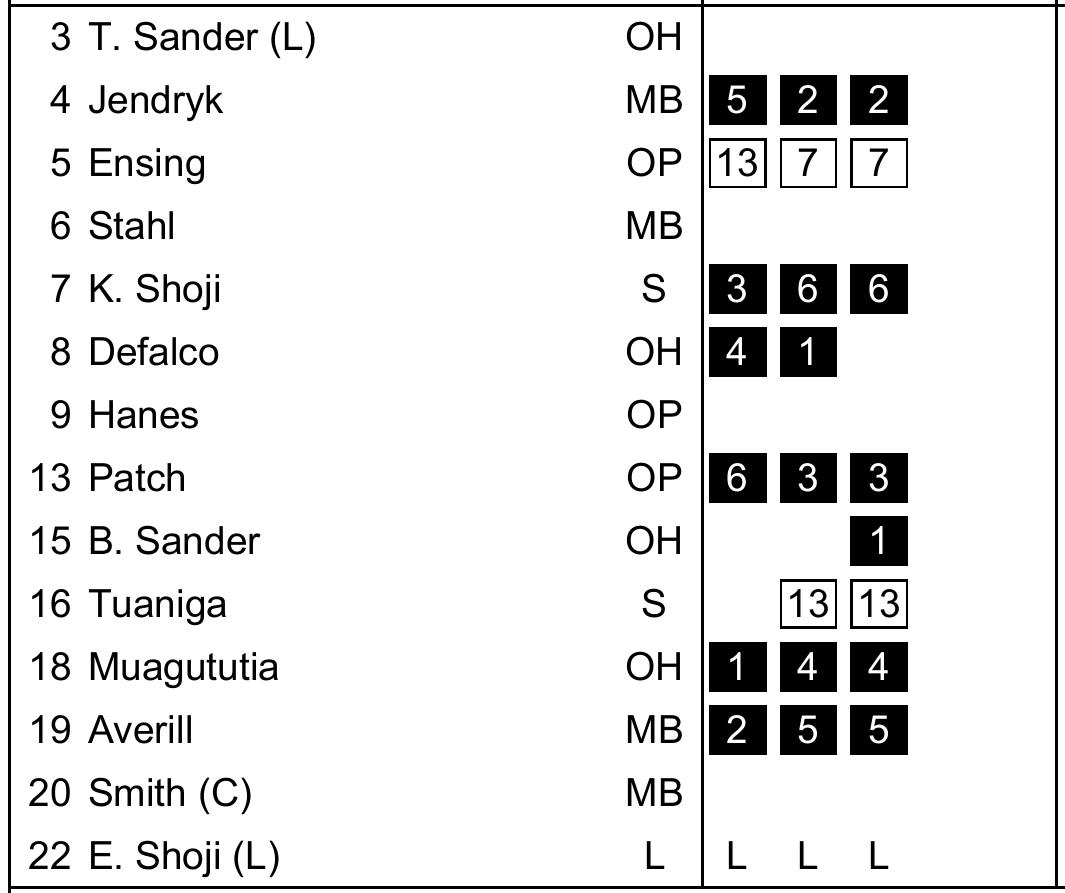 3 T. Sander (L) OH
4 Jendryk MB 5 2 2
5 Ensing OP 13 7 7
6 Stahl MB
7 K. Shoji S 3 6 6
8 Defalco OH 4 1
9 Hanes OP
13 Patch OP 6 3 3
15 B. Sander OH 1
16 Tuaniga S 13 13
18 Muagututia OH 1 4 4
19 Averill MB 2 5 5
20 Smith (C) MB
22 E. Shoji (L) L L L L